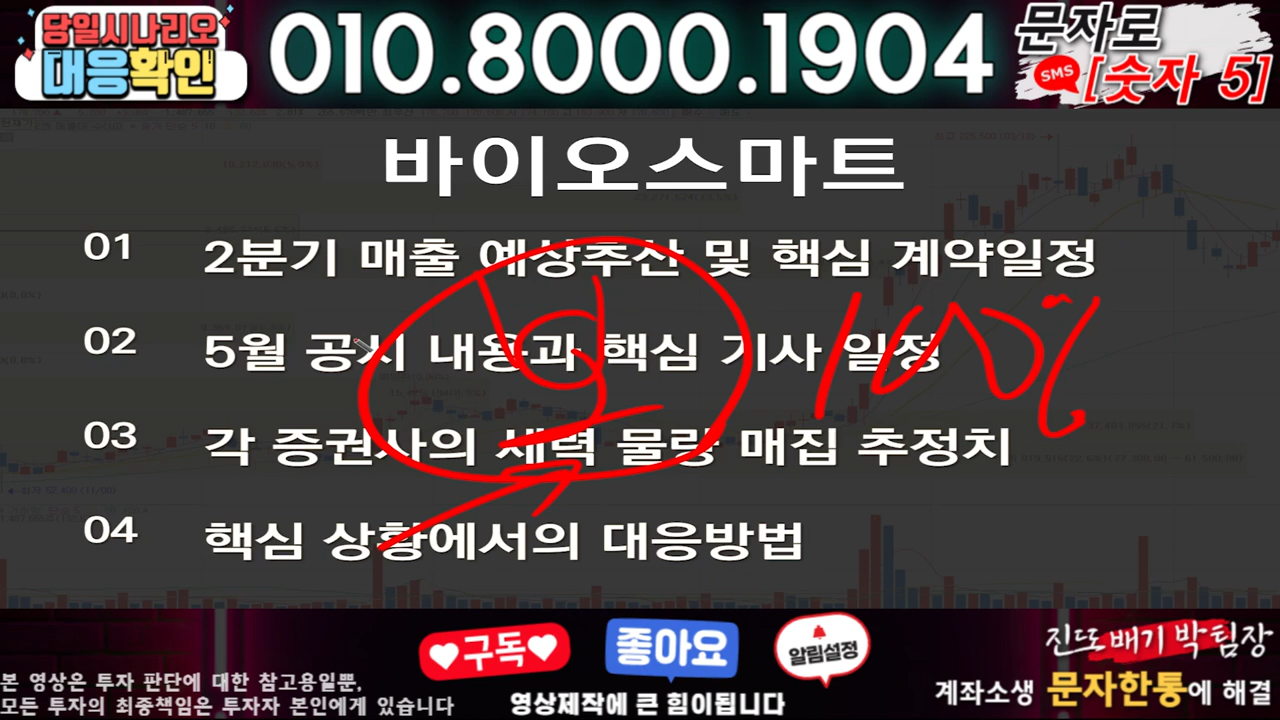 당일시나리오
대응확인
010.8000.1904
문자로
SMS
[숫자 5]
바이오스마트
01 2분기 매출 예상추산 및 핵심 계약일정
02 5월 공시 내용과 핵심 기사 일정
03 각 증권사의 세력 물량 매집 추정치
04 핵심 상황에서의 대응방법
100%
구독
좋아요
알림설정
영상제작에 큰 힘이됩니다
본 영상은 투자 판단에 대한 참고용일뿐,
모든 투자의 최종책임은 투자자 본인에게 있습니다
진또배기 박팀장
계좌소생 문자한통에 해결